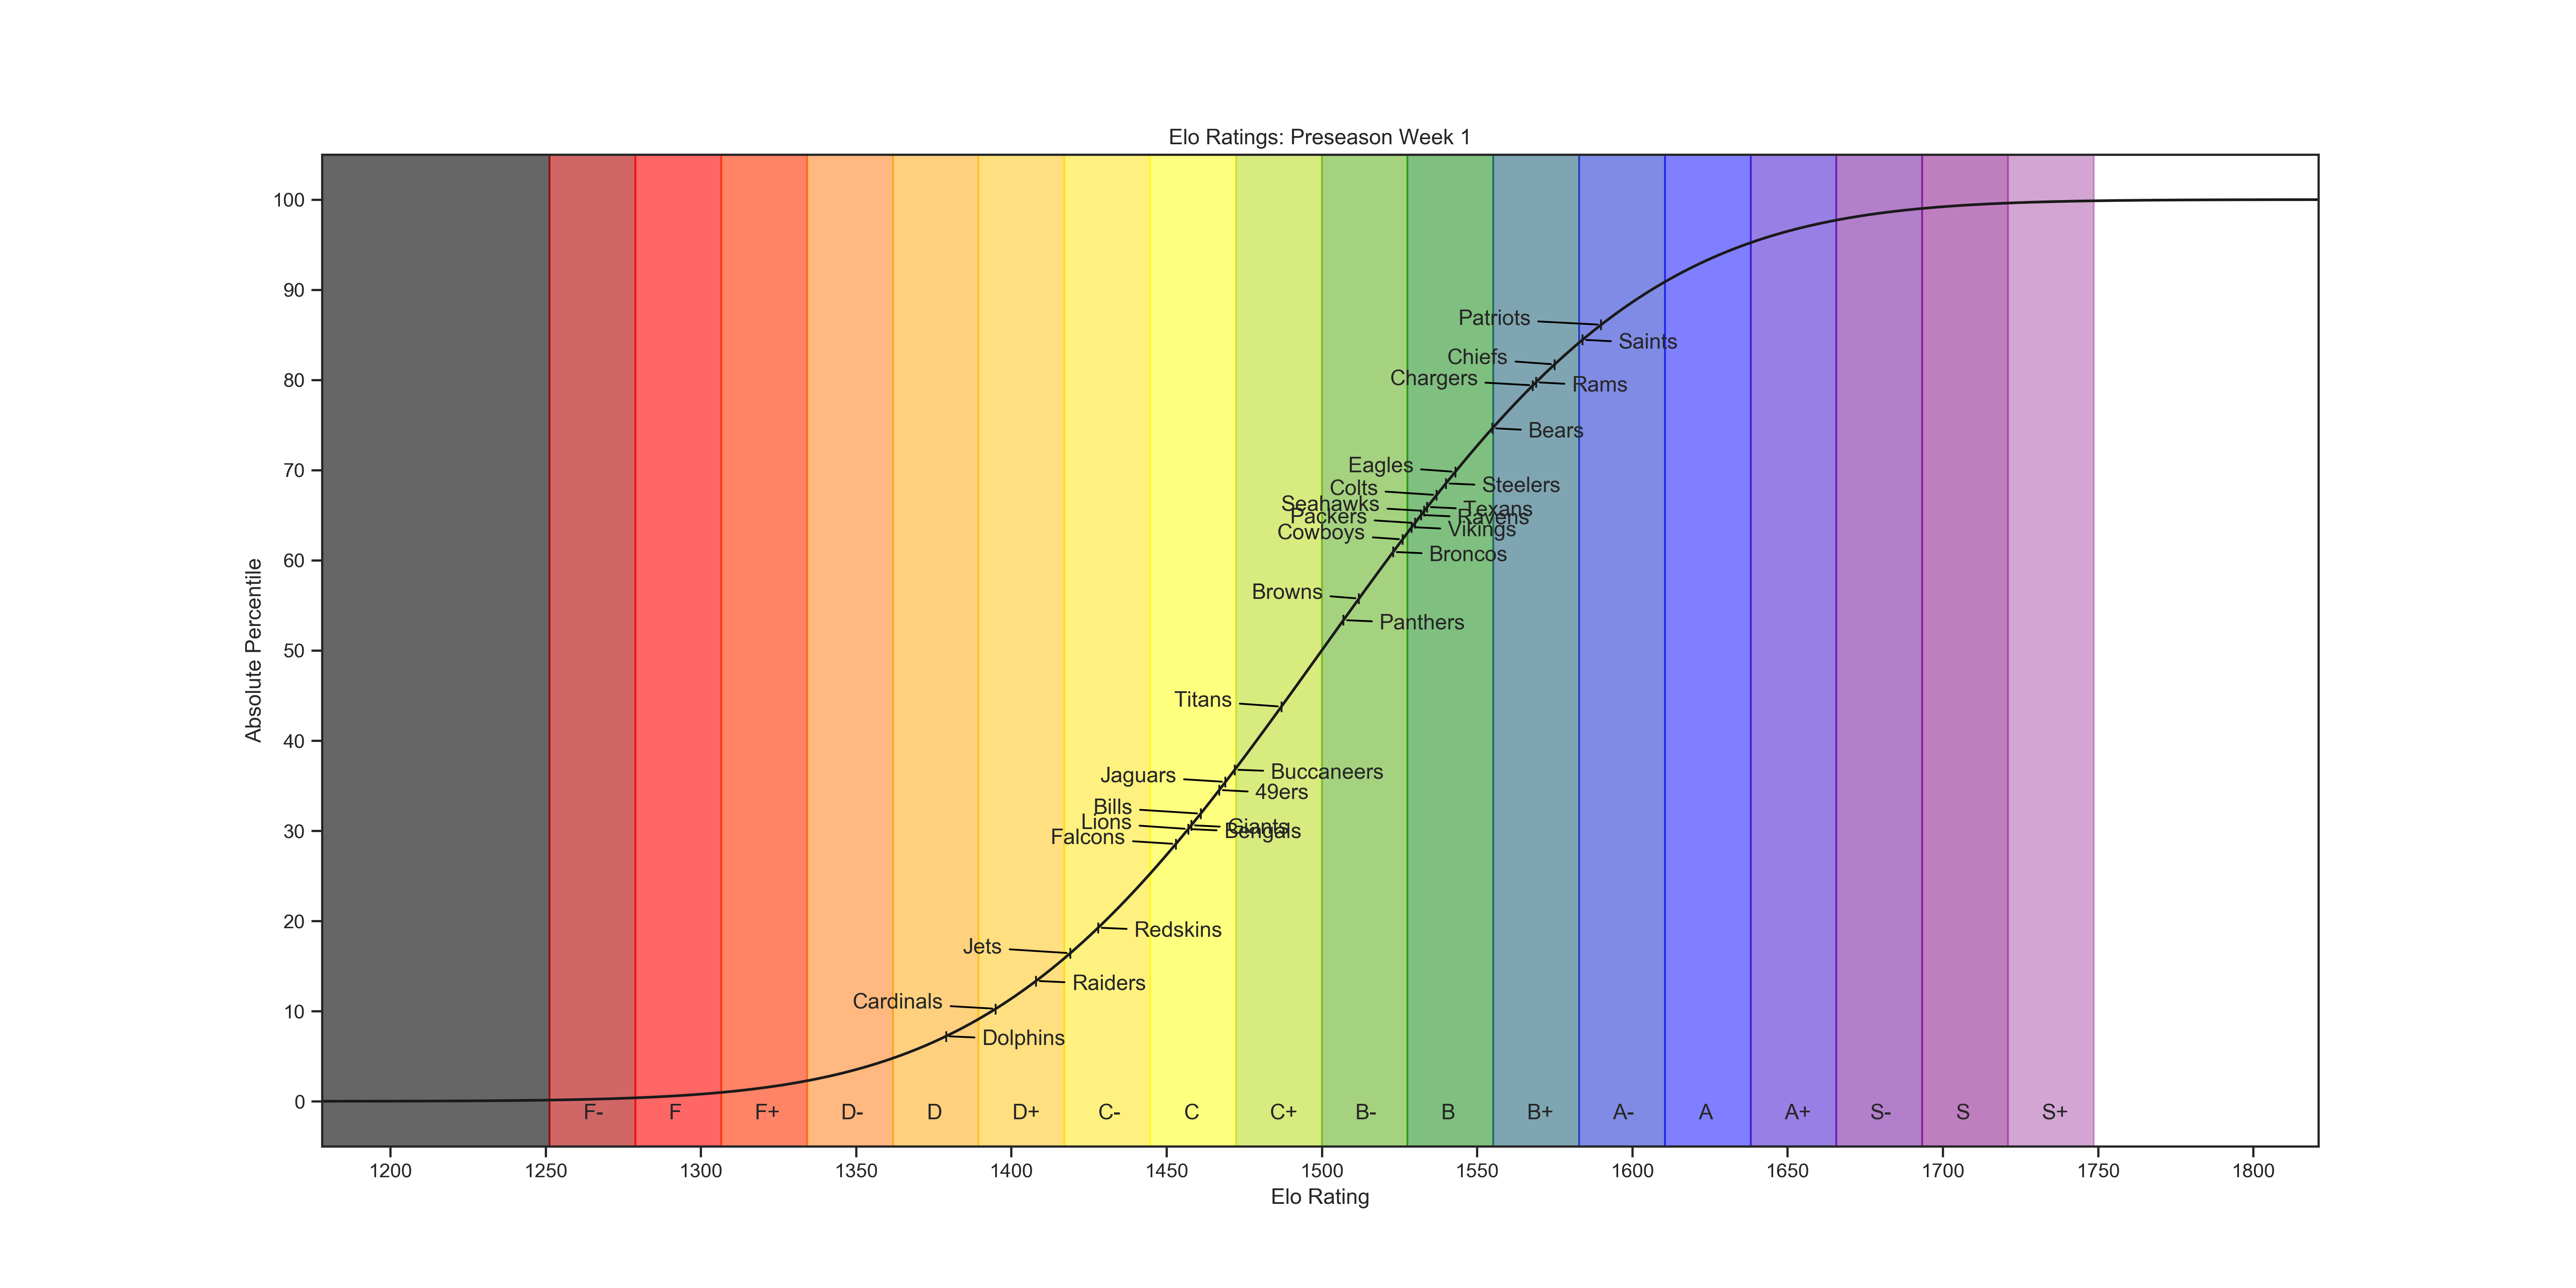 Elo Ratings: Preseason Week 1
100
90
80
70
60
50
40
30
20
10
0
Absolute Percentile
Patriots
Saints
Chiefs
Chargers
Rams
Bears
Eagles
Steelers
Colts
Seahawks
Texans
Packers
Ravens
Vikings
Cowboys
Broncos
Browns
Panthers
Titans
Buccaneers
Jaguars
49ers
Bills
Lions
Giants
Bengals
Falcons
Redskins
Jets
Raiders
Cardinals
Dolphins
F- F F+ D- D D+ C- C C+ B- B B+ A- A A+ S- S S+
1200 1250 1300 1350 1400 1450 1500 1550 1600 1650 1700 1750 1800
Elo Rating